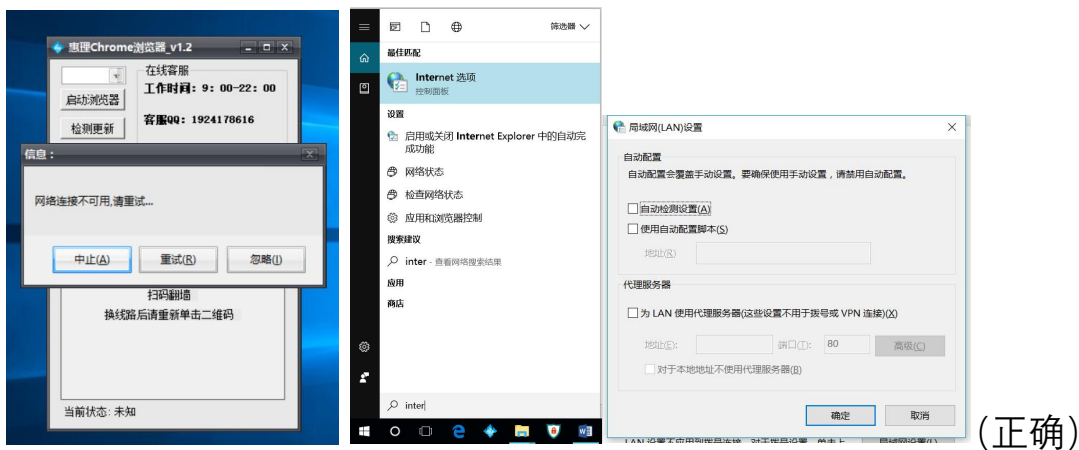 惠理Chrome浏览器_v1.2
在线客服
工作时间：9：00-22：00
启动浏览器
客服QQ：1924178616
检测更新
信息：
网络连接不可用,请重试...
中止(A)
重试(R)
忽略(I)
扫码翻墙
换线路后请重新单击二维码
当前状态: 未知
筛选器
最佳匹配
Internet 选项
控制面板
设置
启用或关闭 Internet Explorer 中的自动完
成功能
网络状态
检查网络状态
应用和浏览器控制
搜索建议
inter - 查看网络搜索结果
应用
商店
inter
局域网(LAN)设置
自动配置
自动配置会覆盖手动设置。要确保使用手动设置，请禁用自动配置。
自动检测设置(A)
使用自动配置脚本(S)
地址(R)
代理服务器
为 LAN 使用代理服务器(这些设置不用于拨号或 VPN 连接)(X)
地址(E):
端口(T):
80
高级(C)
对于本地地址不使用代理服务器(B)
确定
取消
(正确)